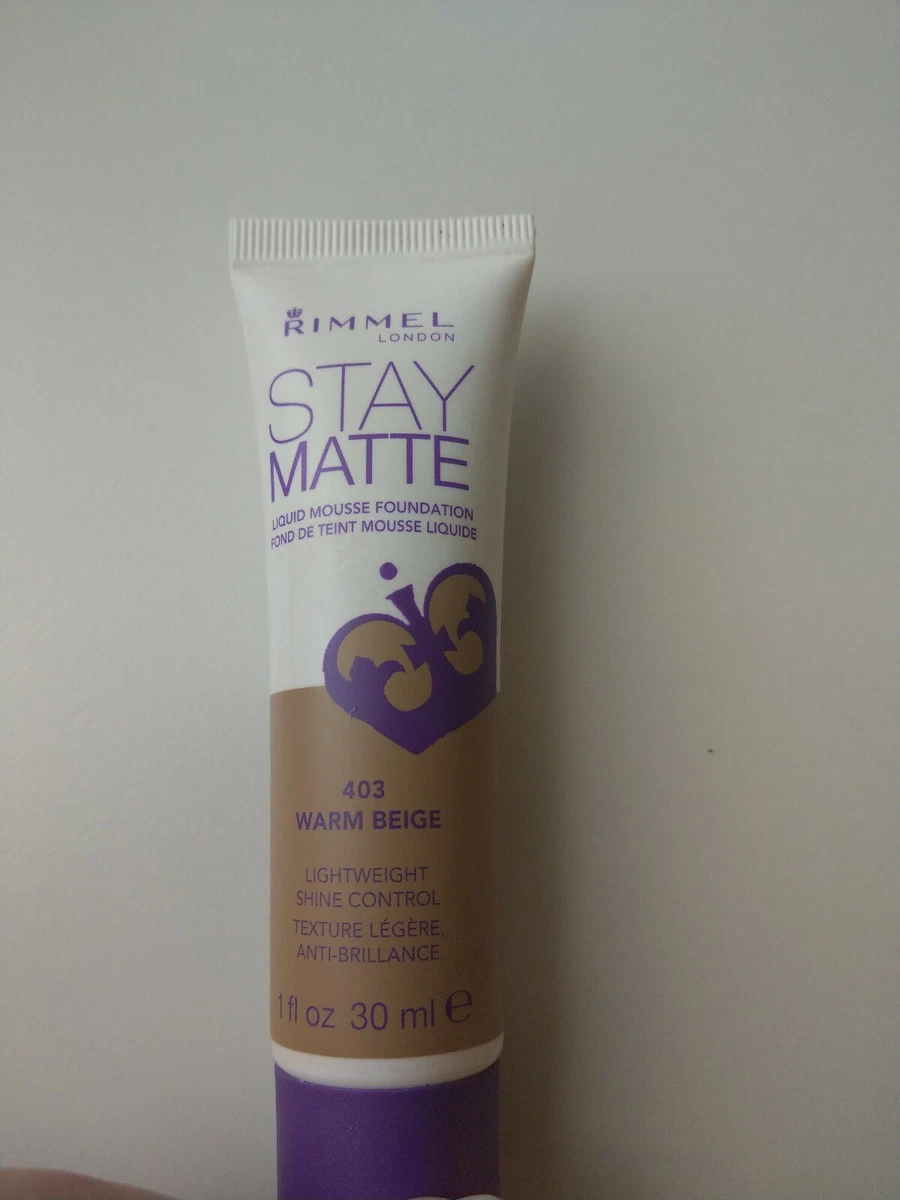 RIMMEL
LONDON
STAY
MATTE
LIQUID MOUSSE FOUNDATION
FOND DE TEINT MOUSSE LIQUIDE
403
WARM BEIGE
LIGHTWEIGHT
SHINE CONTROL
TEXTURE LÉGÈRE,
ANTI-BRILLANCE
1 fl oz 30 ml ℮